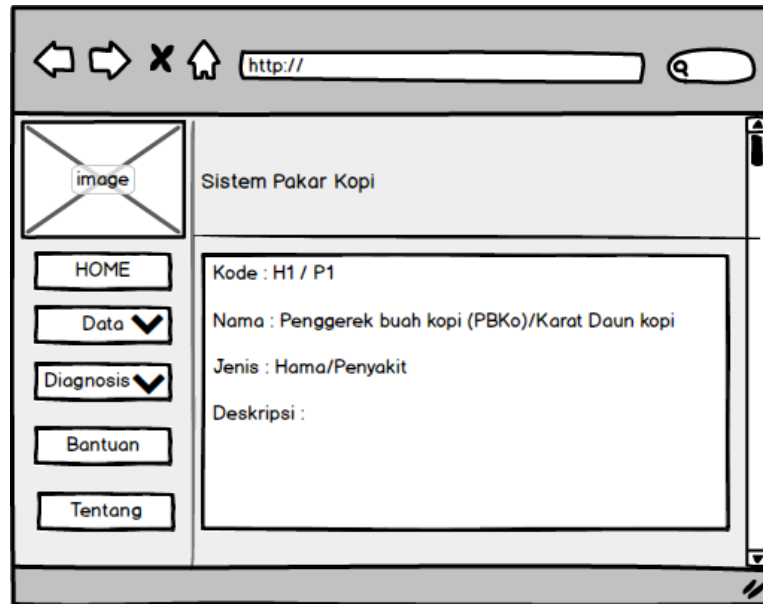 http://
image
Sistem Pakar Kopi
HOME
Data
Diagnosis
Bantuan
Tentang
Kode : H1 / P1
Nama : Penggerek buah kopi (PBKo)/Karat Daun kopi
Jenis : Hama/Penyakit
Deskripsi :